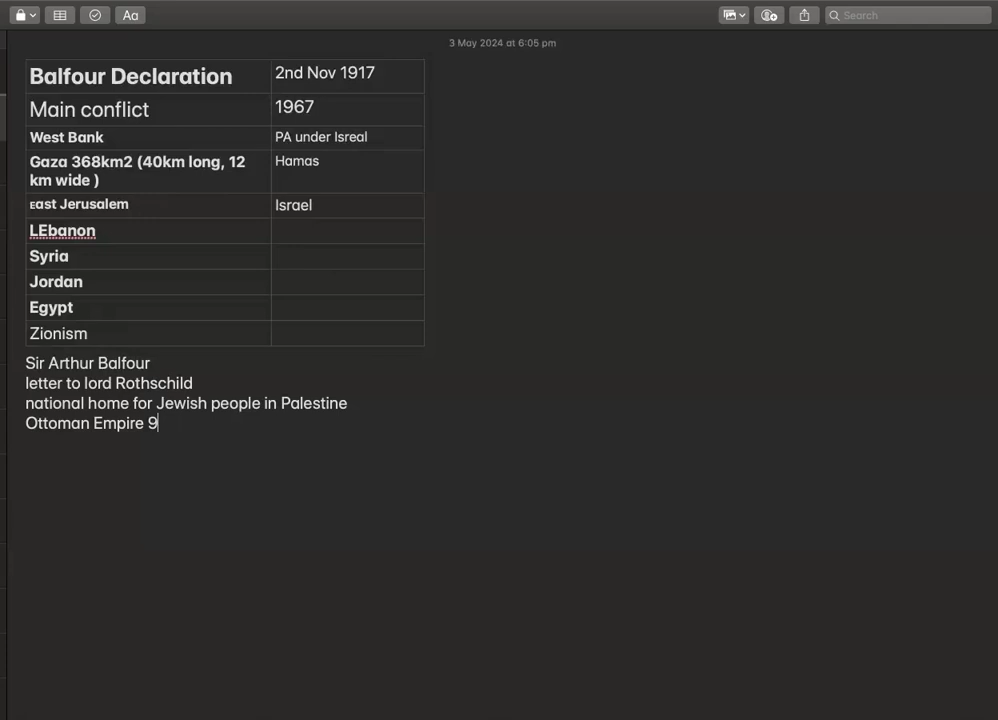 Aa
Search
3 May 2024 at 6:05 pm
Balfour Declaration
2nd Nov 1917
Main conflict
1967
West Bank
PA under Isreal
Gaza 368km2 (40km long, 12
km wide )
Hamas
East Jerusalem
Israel
LEbanon
Syria
Jordan
Egypt
Zionism
Sir Arthur Balfour
letter to lord Rothschild
national home for Jewish people in Palestine
Ottoman Empire 9